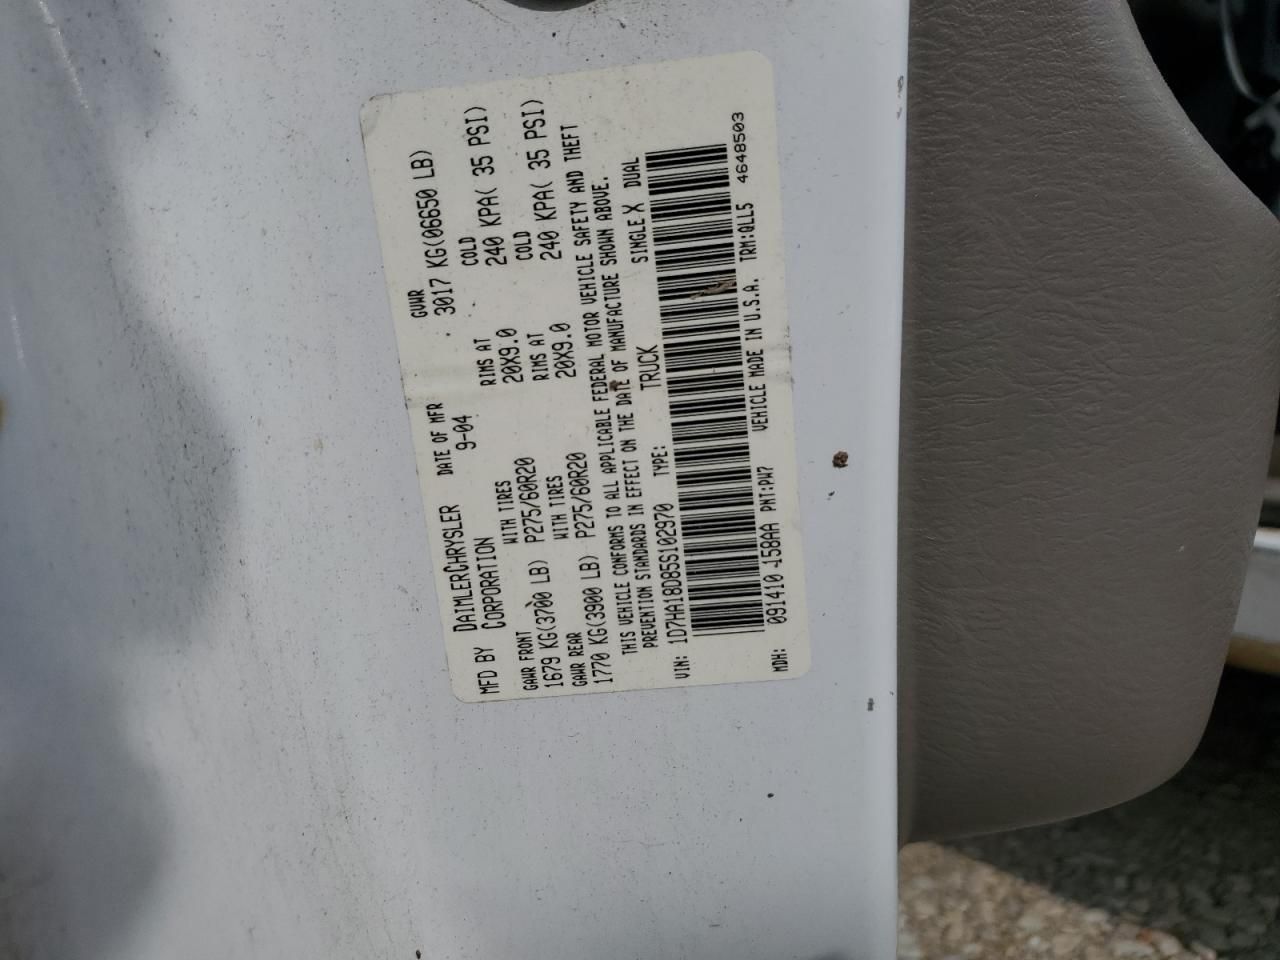 MFD BY DAIMLERCHRYSLER CORPORATION DATE OF MFR 9-04 GVWR 3017 KG(06650 LB)
GAWR FRONT WITH TIRES RIMS AT COLD
1679 KG(3700 LB) P275/60R20 20X9.0 240 KPA( 35 PSI)
GAWR REAR WITH TIRES RIMS AT COLD
1770 KG(3900 LB) P275/60R20 20X9.0 240 KPA( 35 PSI)
THIS VEHICLE CONFORMS TO ALL APPLICABLE FEDERAL MOTOR VEHICLE SAFETY AND THEFT
PREVENTION STANDARDS IN EFFECT ON THE DATE OF MANUFACTURE SHOWN ABOVE.
VIN: 1D7HA18D85S102970 TYPE: TRUCK SINGLE X DUAL
MDH: 091410 158AA PNT:PW7 VEHICLE MADE IN U.S.A. TRM:QLL5 4648503